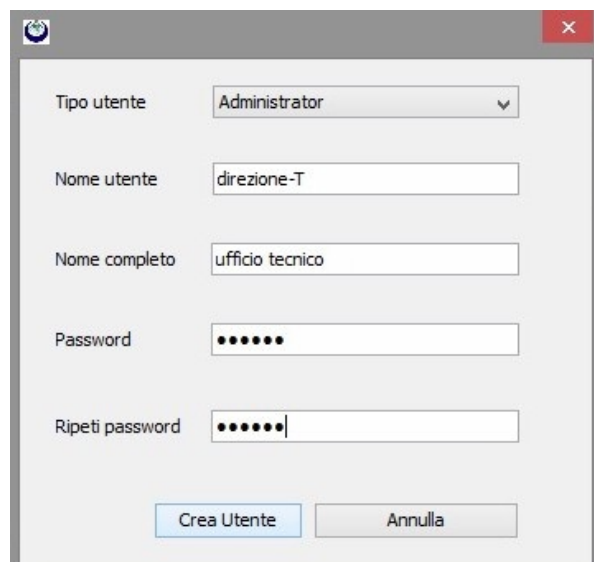 Tipo utente Administrator
Nome utente direzione-T
Nome completo ufficio tecnico
Password ••••••
Ripeti password ••••••
Crea Utente Annulla